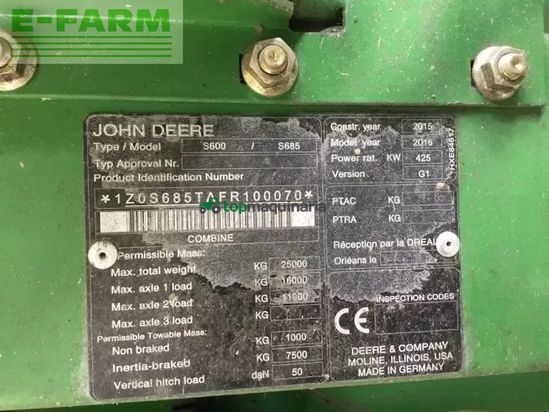 E-FARM
JOHN DEERE
Type / Model S600 / S685
Typ Approval Nr.
Product Identification Number
*1Z0S685TAFR100070*
topmaquinaria
COMBINE
Permissible Mass:
Max. total weight KG 25000
Max. axle 1 load KG 16000
Max. axle 2 load KG 11000
Max. axle 3 load KG
Permissible Towable Mass:
Non braked KG 1000
Inertia-braked KG 7500
Vertical hitch load daN 50
Constr. year 2015
Model year 2016
Power rat. KW 425
Version G1
PTAC KG
PTRA KG
Réception par la DREAL
Orléans le
INSPECTION CODES
CE
DEERE & COMPANY
MOLINE, ILLINOIS, USA
MADE IN GERMANY